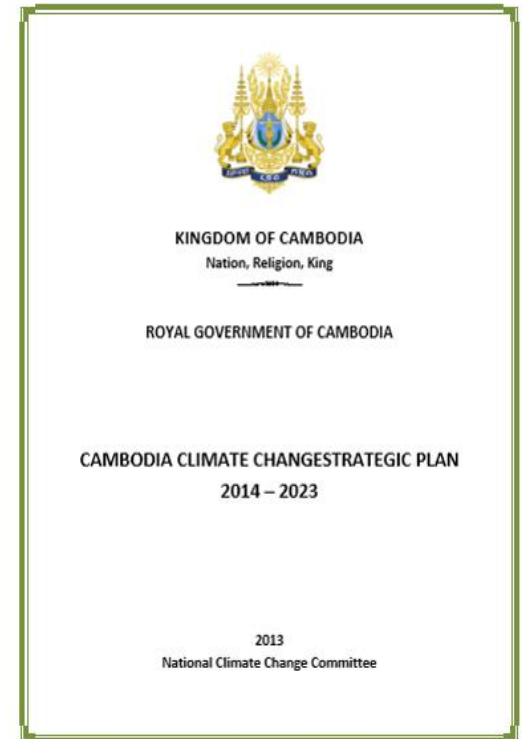 KINGDOM OF CAMBODIA
Nation, Religion, King
ROYAL GOVERNMENT OF CAMBODIA
CAMBODIA CLIMATE CHANGESTRATEGIC PLAN
2014 – 2023
2013
National Climate Change Committee